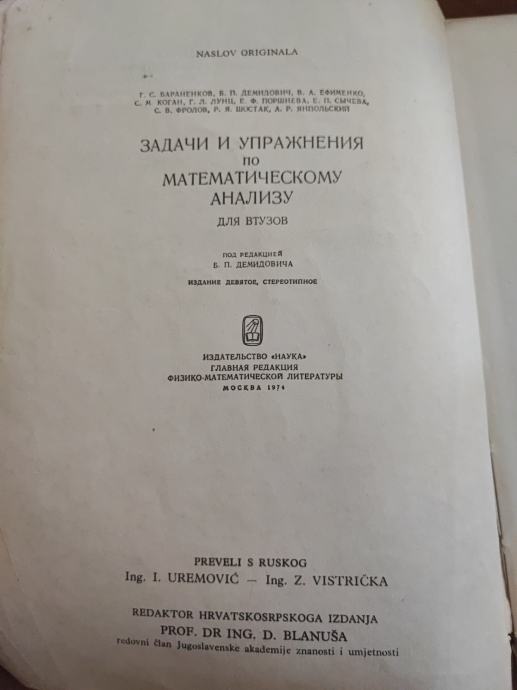 NASLOV ORIGINALA
Г. С. БАРАНЕНКОВ, Б. П. ДЕМИДОВИЧ, В. А. ЕФИМЕНКО,
С. М. КОГАН, Г. Л. ЛУНЦ, Е. Ф. ПОРШНЕВА, Е. П. СЫЧЕВА,
С. В. ФРОЛОВ, Р. Я. ШОСТАК, А. Р. ЯНПОЛЬСКИЙ
ЗАДАЧИ И УПРАЖНЕНИЯ
ПО
МАТЕМАТИЧЕСКОМУ
АНАЛИЗУ
ДЛЯ ВТУЗОВ
ПОД РЕДАКЦИЕЙ
Б. П. ДЕМИДОВИЧА
ИЗДАНИЕ ДЕВЯТОЕ, СТЕРЕОТИПНОЕ
ИЗДАТЕЛЬСТВО «НАУКА»
ГЛАВНАЯ РЕДАКЦИЯ
ФИЗИКО-МАТЕМАТИЧЕСКОЙ ЛИТЕРАТУРЫ
МОСКВА 1974
PREVELI S RUSKOG
Ing. I. UREMOVIĆ — Ing. Z. VISTRIČKA
REDAKTOR HRVATSKOSRPSKOGA IZDANJA
PROF. DR ING. D. BLANUŠA
redovni član Jugoslavenske akademije znanosti i umjetnosti